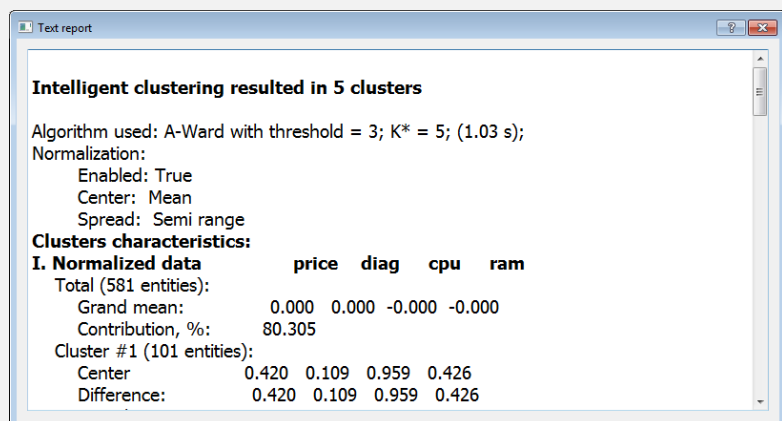 Text report
Intelligent clustering resulted in 5 clusters
Algorithm used: A-Ward with threshold = 3; K* = 5; (1.03 s);
Normalization:
Enabled: True
Center: Mean
Spread: Semi range
Clusters characteristics:
I. Normalized data price diag cpu ram
Total (581 entities):
Grand mean: 0.000 0.000 -0.000 -0.000
Contribution, %: 80.305
Cluster #1 (101 entities):
Center 0.420 0.109 0.959 0.426
Difference: 0.420 0.109 0.959 0.426